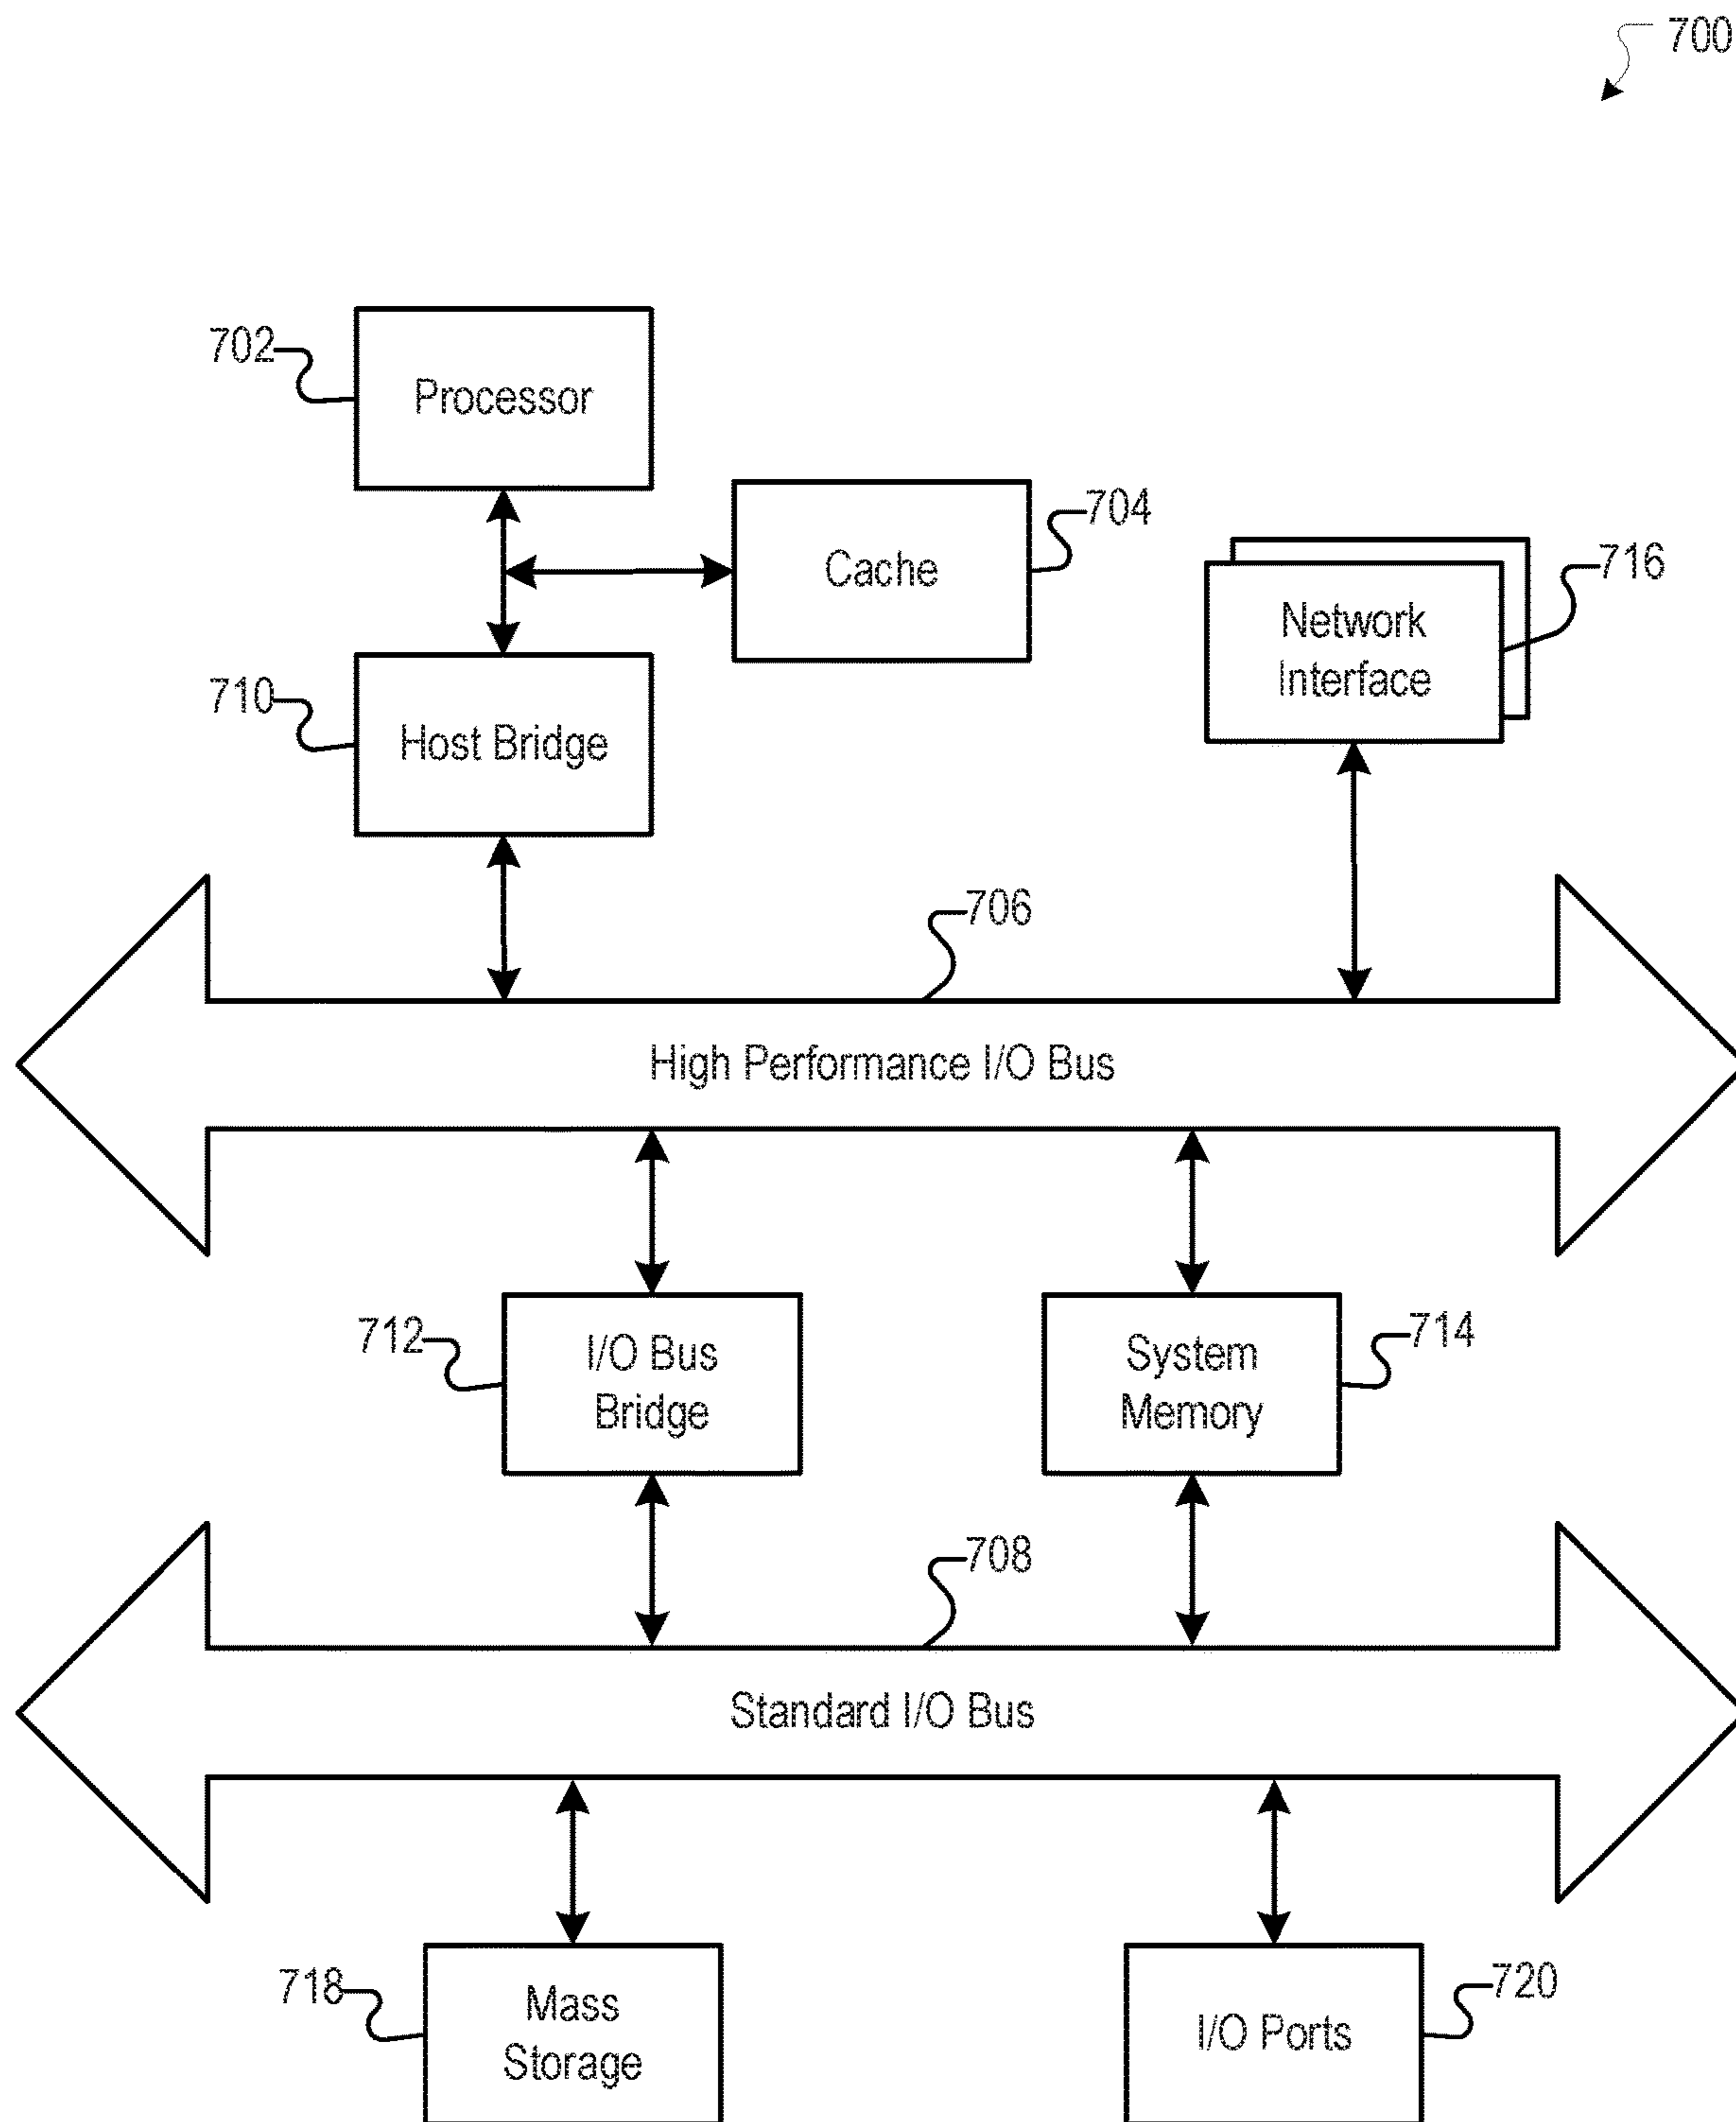 700
702
Processor
704
Cache
716
Network
Interface
710
Host Bridge
706
High Performance I/O Bus
712
I/O Bus
Bridge
System
Memory
714
708
Standard I/O Bus
718
Mass
Storage
I/O Ports
720